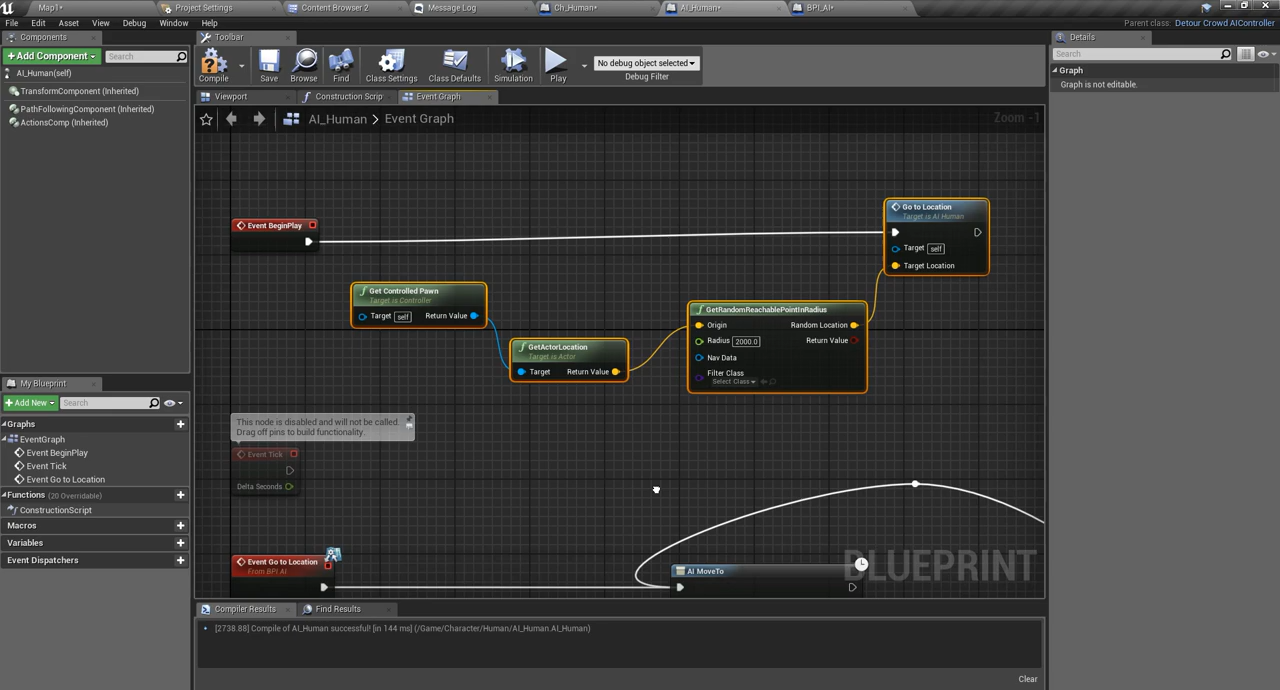 Map1*
Project Settings
Content Browser 2
Message Log
Ch_Human*
AI_Human*
BPI_AI*
File Edit Asset View Debug Window Help
Parent class: Detour Crowd AIController
Components
+ Add Component
Search
AI_Human(self)
TransformComponent (Inherited)
PathFollowingComponent (Inherited)
ActionsComp (Inherited)
Toolbar
Compile
Save
Browse
Find
Class Settings
Class Defaults
Simulation
Play
No debug object selected
Debug Filter
Viewport
Construction Scrip
Event Graph
AI_Human > Event Graph
Zoom -1
Event BeginPlay
Go to Location
Target is AI Human
Target self
Target Location
Get Controlled Pawn
Target is Controller
Target self Return Value
GetActorLocation
Target is Actor
Target Return Value
GetRandomReachablePointInRadius
Origin Random Location
Radius 2000.0 Return Value
Nav Data
Filter Class
Select Class
This node is disabled and will not be called.
Drag off pins to build functionality.
Event Tick
Delta Seconds
Event Go to Location
From BPI AI
AI MoveTo
BLUEPRINT
My Blueprint
+ Add New
Search
Graphs
EventGraph
Event BeginPlay
Event Tick
Event Go to Location
Functions (20 Overridable)
ConstructionScript
Macros
Variables
Event Dispatchers
Compiler Results
Find Results
[2738.88] Compile of AI_Human successful! [in 144 ms] (/Game/Character/Human/AI_Human.AI_Human)
Clear
Details
Search
Graph
Graph is not editable.